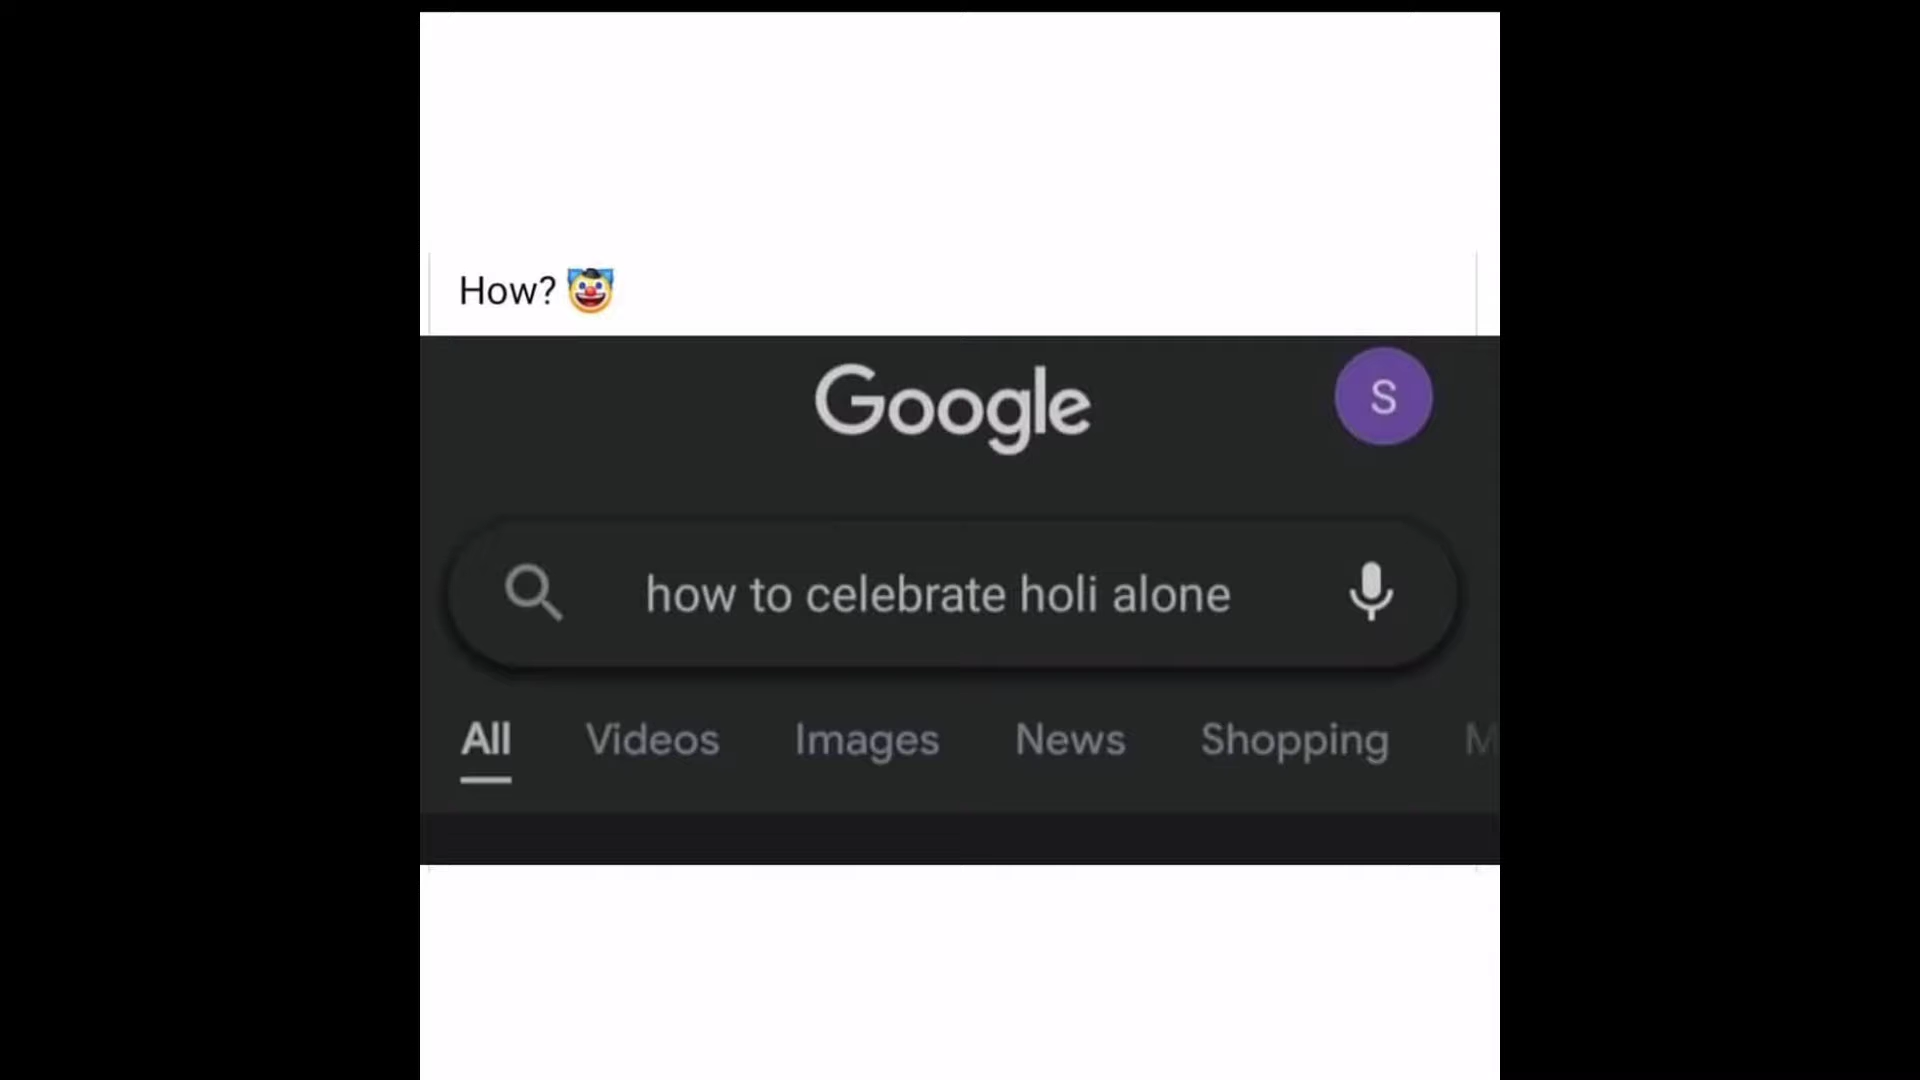 How? 🤡
Google
S
how to celebrate holi alone
All Videos Images News Shopping M